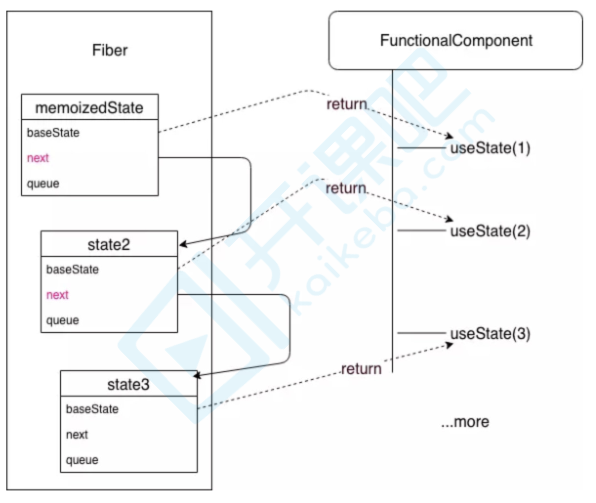 Fiber
memoizedState
baseState
next
queue
state2
baseState
next
queue
state3
baseState
next
queue
FunctionalComponent
return
useState(1)
return
useState(2)
useState(3)
return
...more
开课吧
kaikeba.com